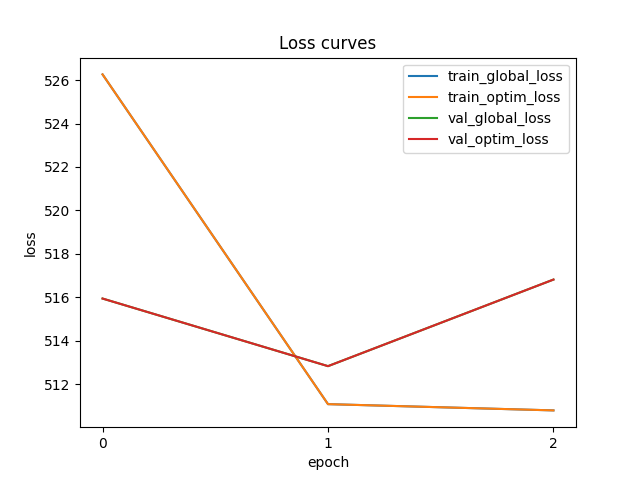 Loss curves
train_global_loss
train_optim_loss
val_global_loss
val_optim_loss
526
524
522
520
518
516
514
512
loss
0 1 2
epoch